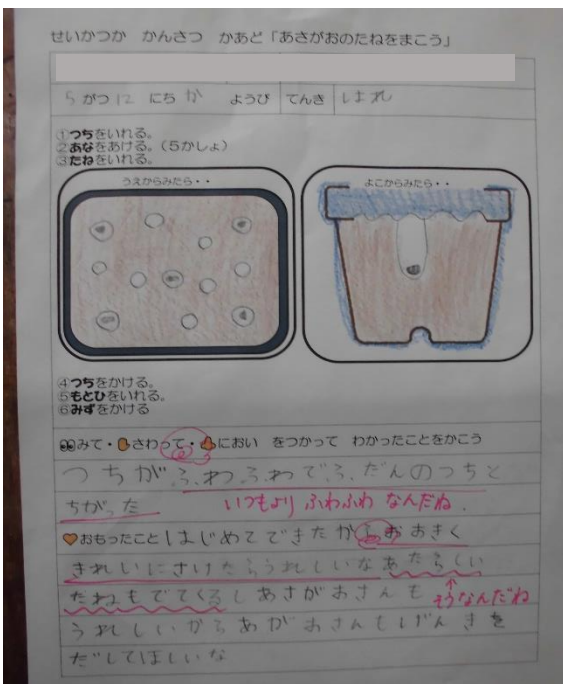 せいかつか かんさつ かあど「あさがおのたねをまこう」
5がつ12にち か ようび てんき はれ
①つちをいれる。
②あなをあける。(5かしょ)
③たねをいれる。
うえからみたら・・
よこからみたら・・
④つちをかける。
⑤もとひをいれる。
⑥みずをかける
みて・さわって・におい をつかって わかったことをかこう
つちがふわふわでふだんのつちと
ちがった
いつもより ふわふわ なんだね.
おもったこと はじめてできたからおおきく
きれいにさけたらうれしいなあたらしい
たねもでてくるしあさがおさんも
そうなんだね
うれしいからあがおさんもげんきを
だしてほしいな